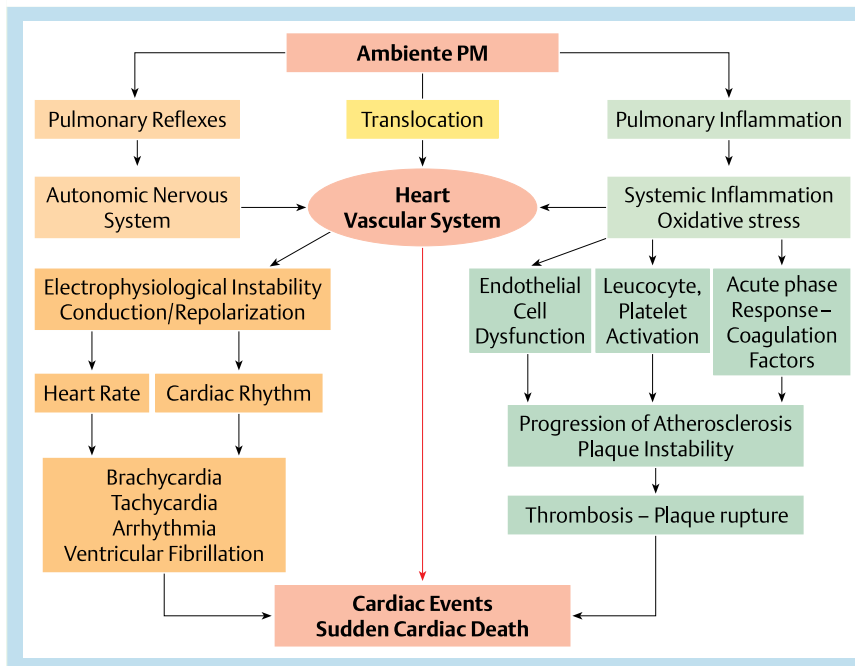 Ambiente PM
Pulmonary Reflexes
Translocation
Pulmonary Inflammation
Autonomic Nervous
System
Heart
Vascular System
Systemic Inflammation
Oxidative stress
Electrophysiological Instability
Conduction/Repolarization
Endothelial
Cell
Dysfunction
Leucocyte,
Platelet
Activation
Acute phase
Response–
Coagulation
Factors
Heart Rate
Cardiac Rhythm
Progression of Atherosclerosis
Plaque Instability
Brachycardia
Tachycardia
Arrhythmia
Ventricular Fibrillation
Thrombosis – Plaque rupture
Cardiac Events
Sudden Cardiac Death